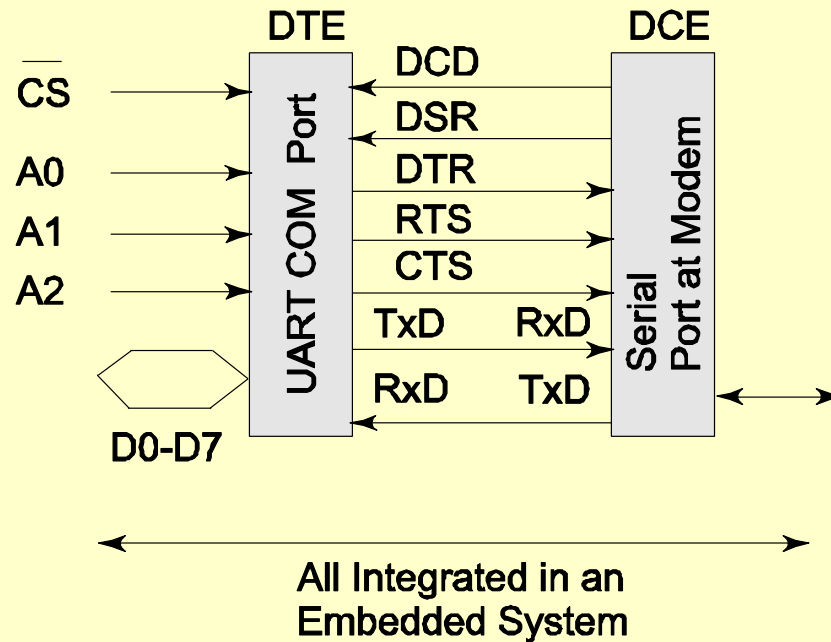 DTE
DCE
C̅S̅
A0
A1
A2
D0-D7
UART COM Port
DCD
DSR
DTR
RTS
CTS
TxD RxD
RxD TxD
Serial
Port at Modem
All Integrated in an
Embedded System